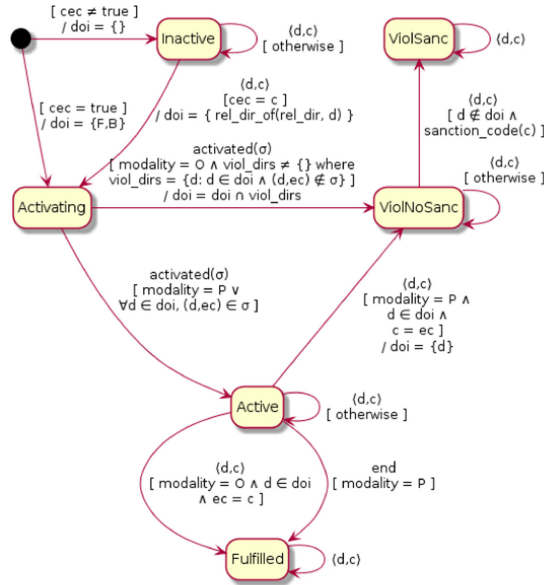 [ cec ≠ true ]
/ doi = {}
Inactive
⟨d,c⟩
[ otherwise ]
ViolSanc
⟨d,c⟩
[ cec = true ]
/ doi = {F,B}
⟨d,c⟩
[cec = c ]
/ doi = { rel_dir_of(rel_dir, d) }
⟨d,c⟩
[ d ∉ doi ∧
sanction_code(c) ]
activated(σ)
[ modality = O ∧ viol_dirs ≠ {} where
viol_dirs = {d: d ∈ doi ∧ (d,ec) ∉ σ} ]
/ doi = doi ∩ viol_dirs
⟨d,c⟩
[ otherwise ]
Activating
ViolNoSanc
activated(σ)
[ modality = P ∨
∀d ∈ doi, (d,ec) ∈ σ ]
⟨d,c⟩
[ modality = P ∧
d ∈ doi ∧
c = ec ]
/ doi = {d}
Active
⟨d,c⟩
[ otherwise ]
⟨d,c⟩
[ modality = O ∧ d ∈ doi
∧ ec = c ]
end
[ modality = P ]
Fulfilled
⟨d,c⟩